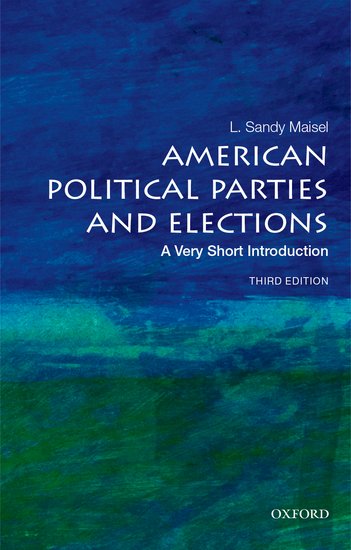 L. Sandy Maisel
AMERICAN
POLITICAL PARTIES
AND ELECTIONS
A Very Short Introduction
THIRD EDITION
OXFORD